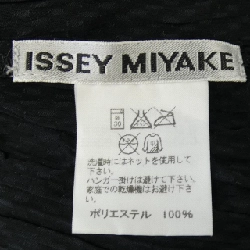 ISSEY MIYAKE
洗濯時にはネットを使用して
下さい。
ハンガー掛けは避けて下さい。
家庭での乾燥機はお避け下さ
い。
ポリエステル 100%